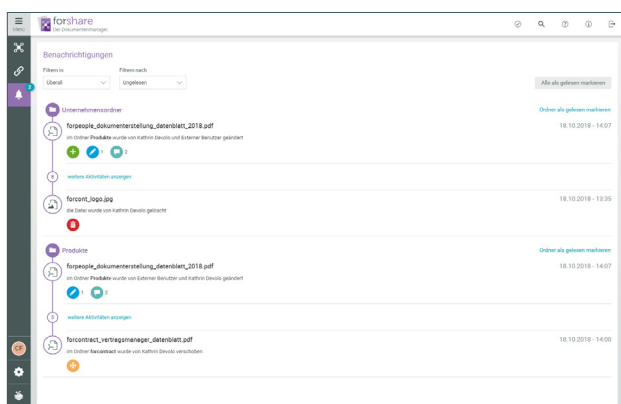 Menü
forshare
Der Dokumentenmanager.
Benachrichtigungen
Filtern in
Filtern nach
Überall
Ungelesen
Alle als gelesen markieren
2
Unternehmensordner
Ordner als gelesen markieren
forpeople_dokumenterstellung_datenblatt_2018.pdf
18.10.2018 - 14:07
im Ordner Produkte wurde von Kathrin Devolo und Externer Benutzer geändert
1
2
8
weitere Aktivitäten anzeigen
forcont_logo.jpg
18.10.2018 - 13:35
die Datei wurde von Kathrin Devolo gelöscht
Produkte
Ordner als gelesen markieren
forpeople_dokumenterstellung_datenblatt_2018.pdf
18.10.2018 - 14:07
im Ordner Produkte wurde von Externer Benutzer und Kathrin Devolo geändert
1
2
weitere Aktivitäten anzeigen
forcontract_vertragsmanager_datenblatt.pdf
18.10.2018 - 14:00
im Ordner forcontract wurde von Kathrin Devolo verschoben
CF